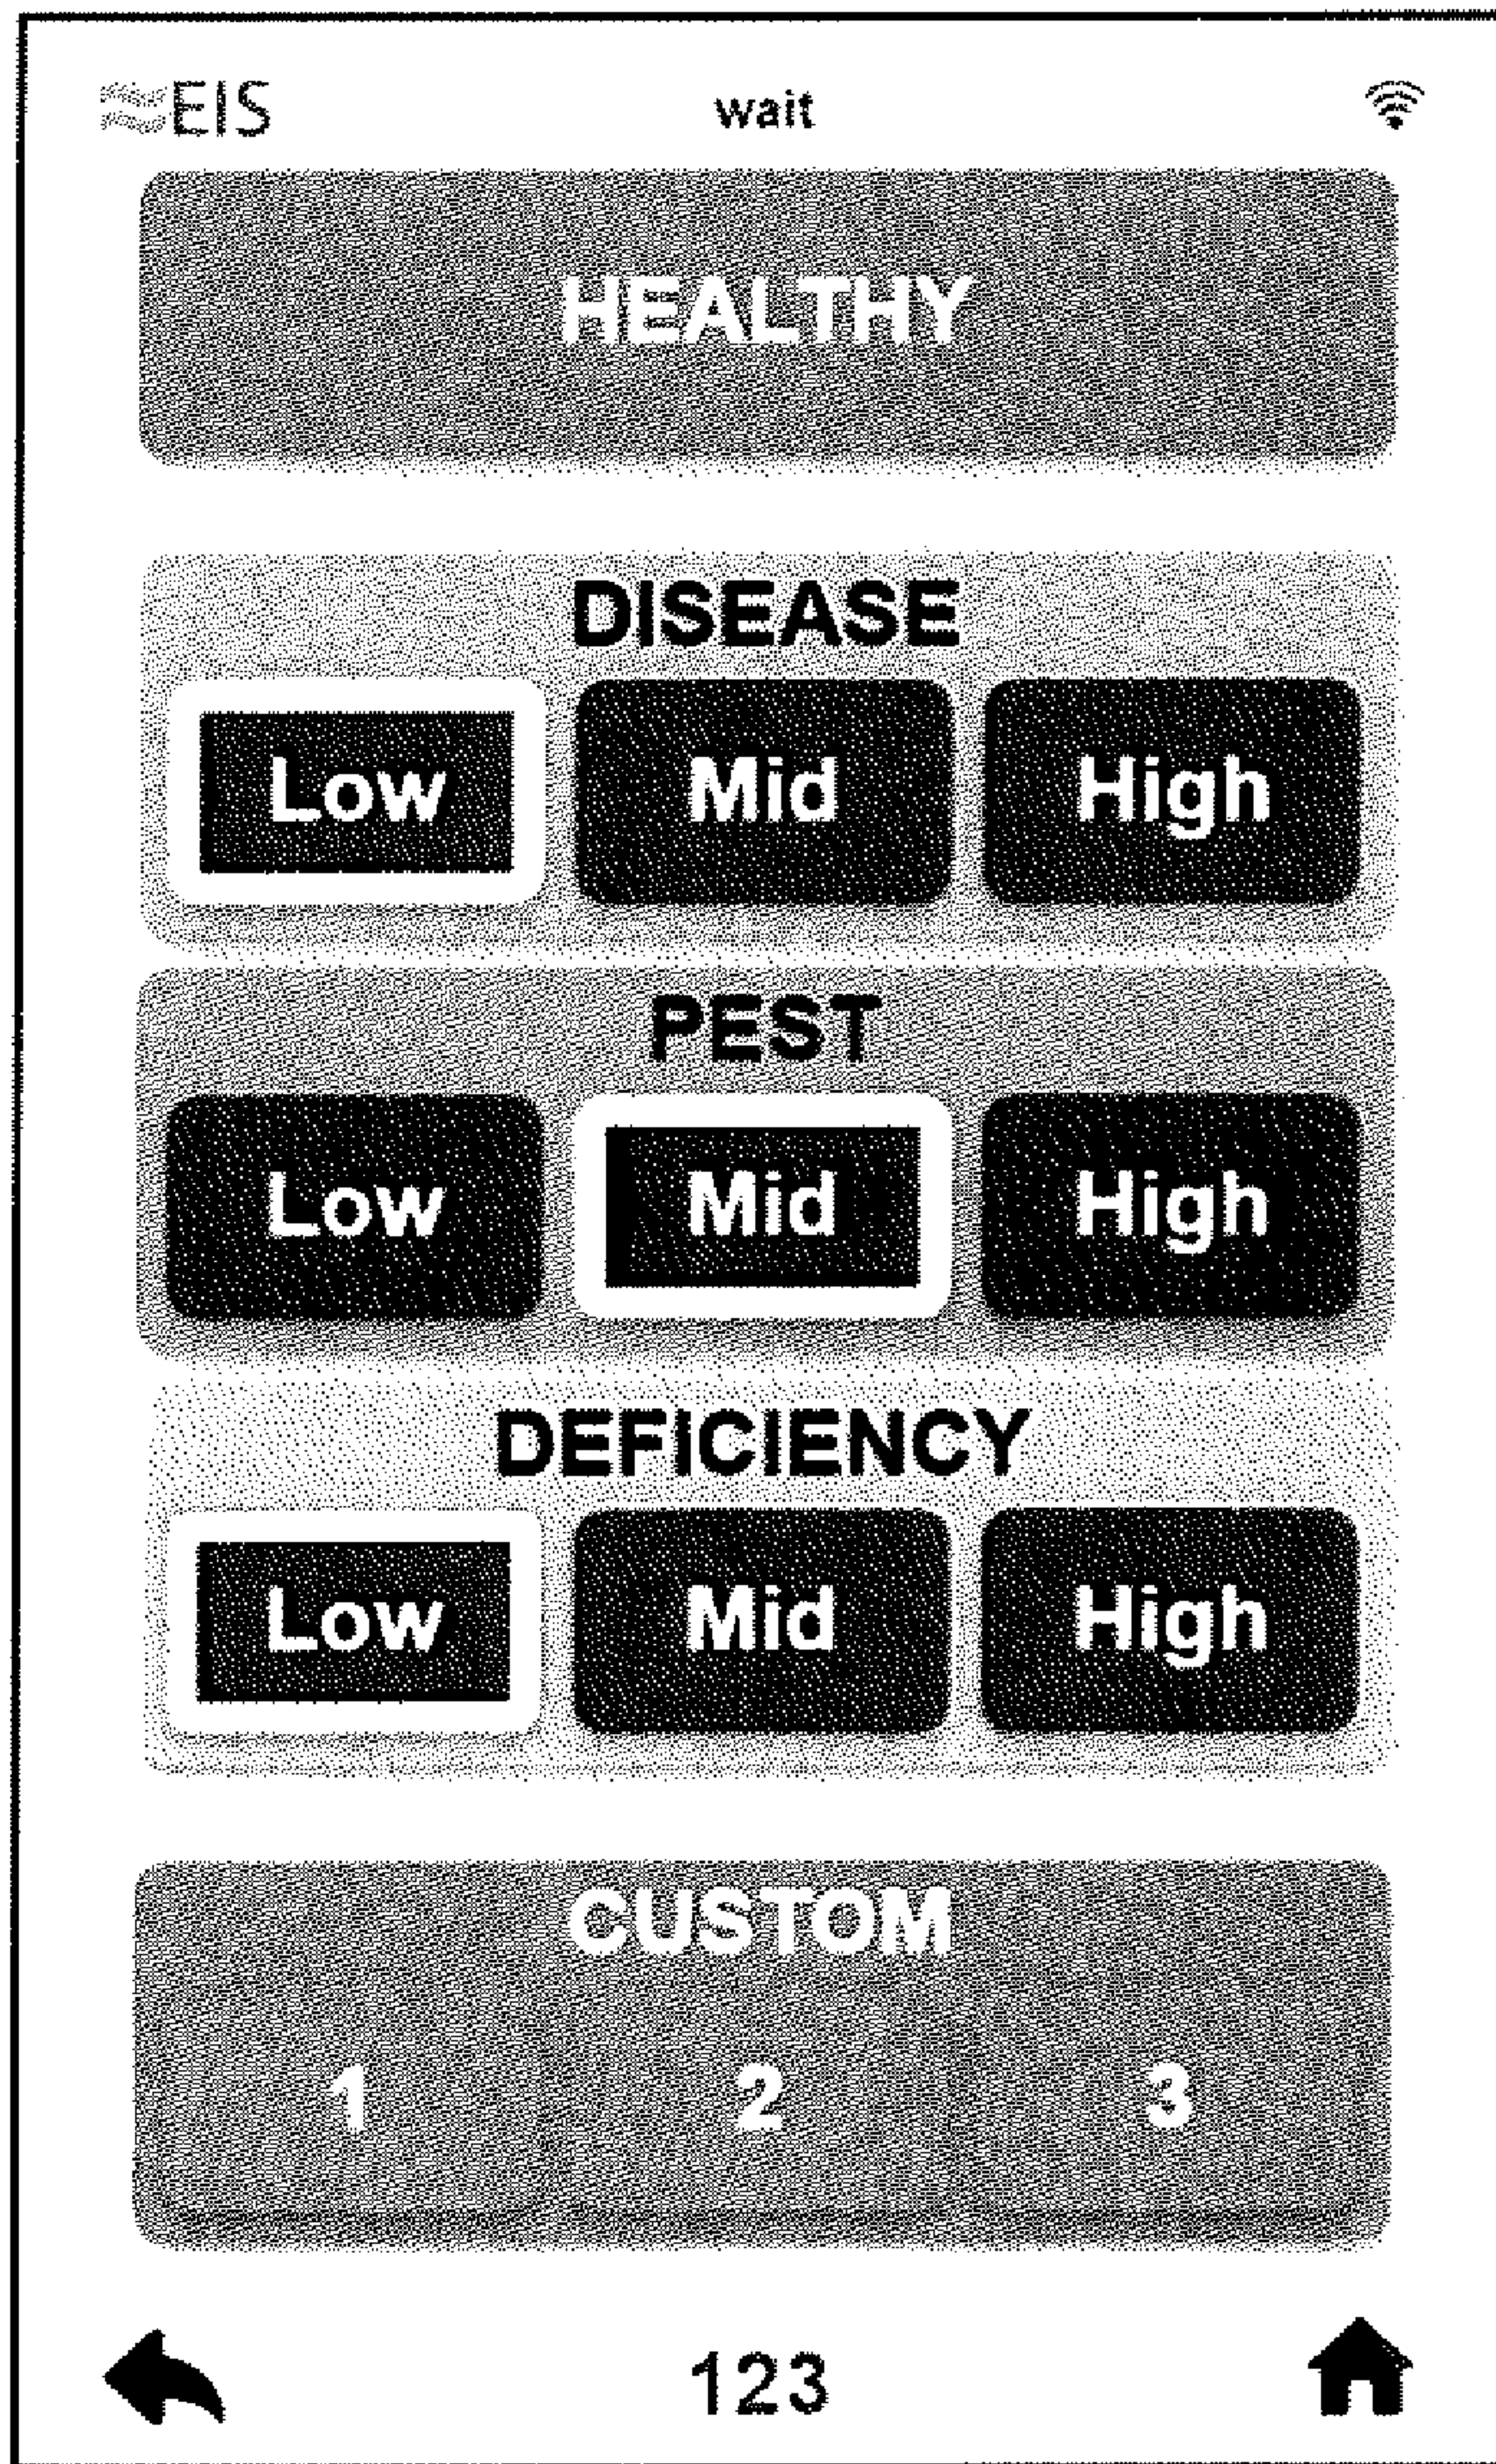 EIS wait
HEALTHY
DISEASE
Low Mid High
PEST
Low Mid High
DEFICIENCY
Low Mid High
CUSTOM
1 2 3
123